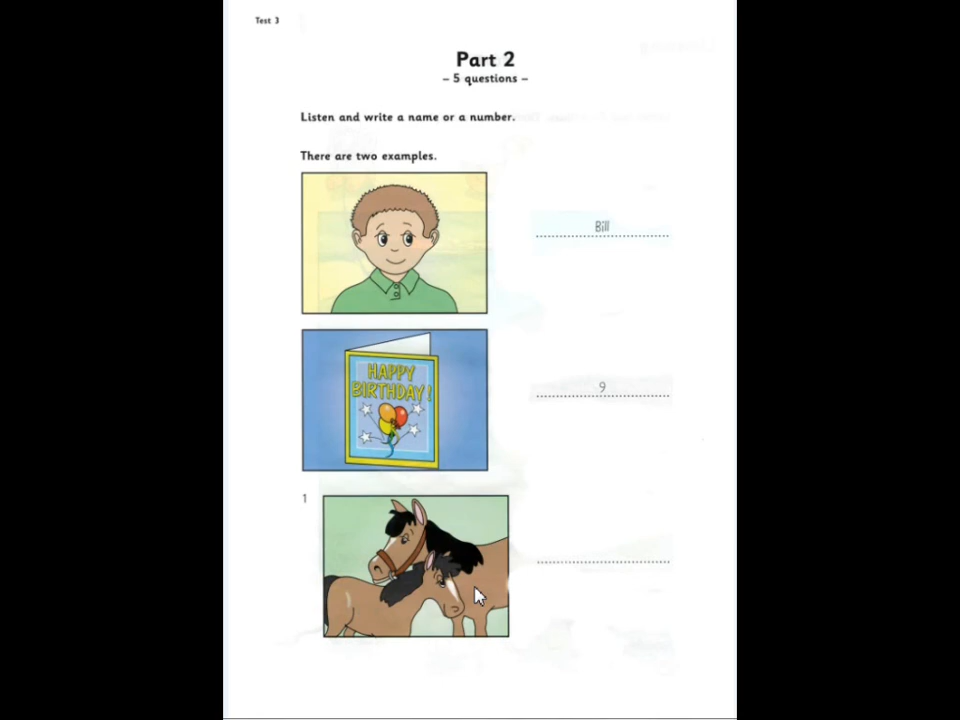 Test 3
Part 2
– 5 questions –
Listen and write a name or a number.
There are two examples.
Bill
HAPPY
BIRTHDAY!
9
1